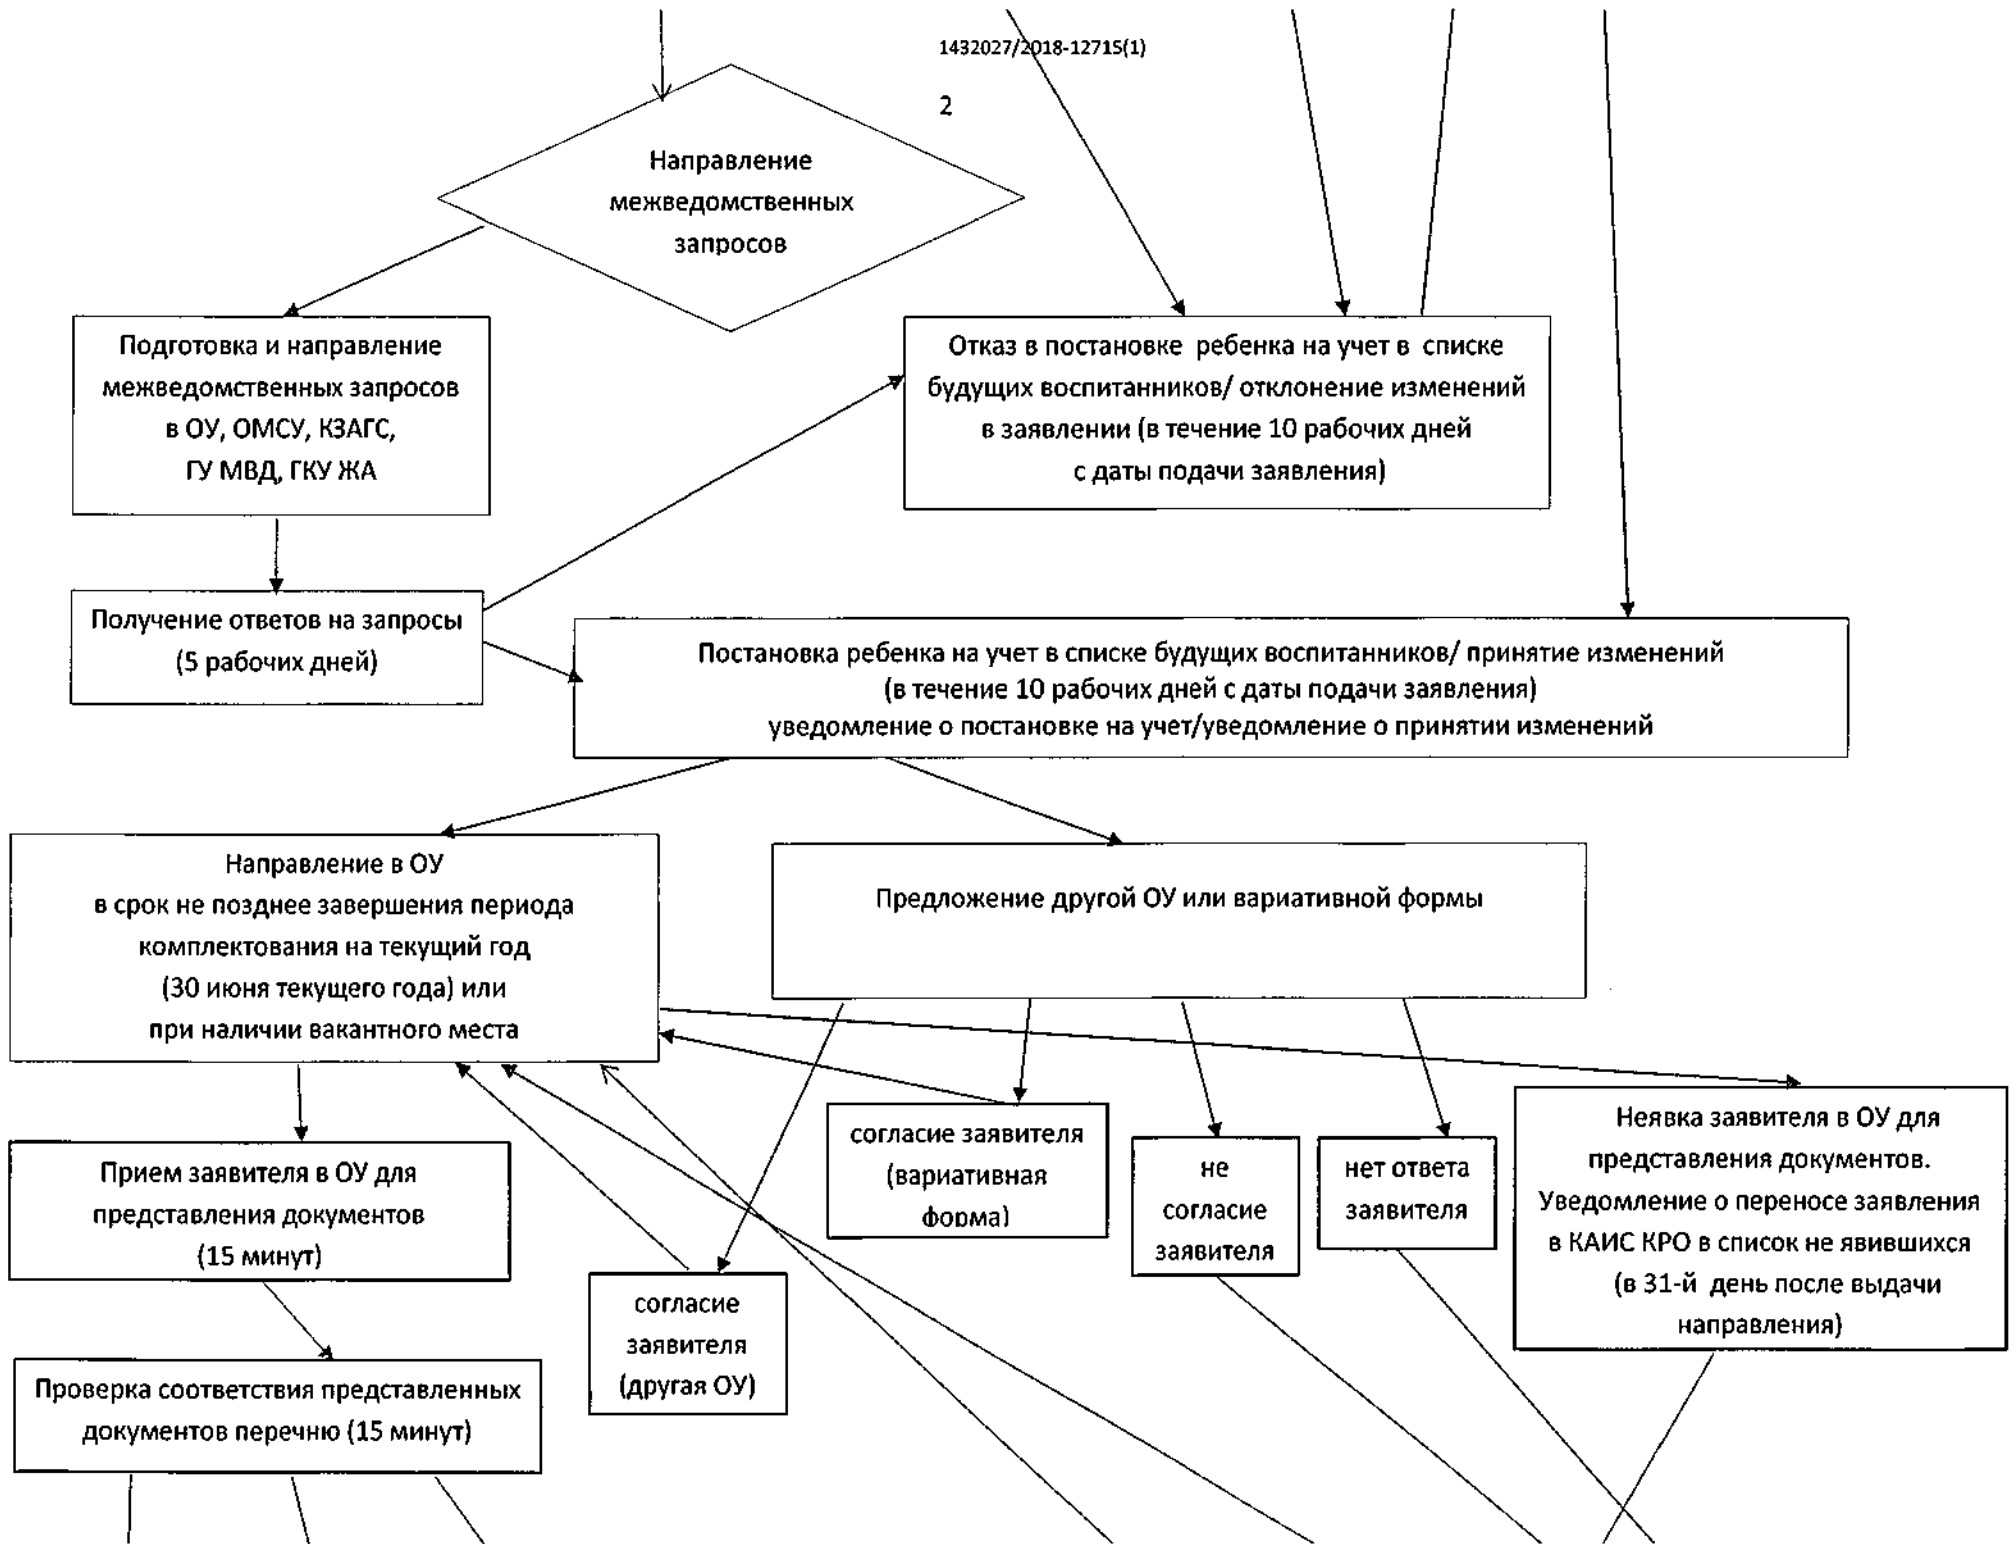 1432027/2018-12715(1)
2
Направление
межведомственных
запросов
Подготовка и направление
межведомственных запросов
в ОУ, ОМСУ, КЗАГС,
ГУ МВД, ГКУ ЖА
Отказ в постановке ребенка на учет в списке
будущих воспитанников/ отклонение изменений
в заявлении (в течение 10 рабочих дней
с даты подачи заявления)
Получение ответов на запросы
(5 рабочих дней)
Постановка ребенка на учет в списке будущих воспитанников/ принятие изменений
(в течение 10 рабочих дней с даты подачи заявления)
уведомление о постановке на учет/уведомление о принятии изменений
Направление в ОУ
в срок не позднее завершения периода
комплектования на текущий год
(30 июня текущего года) или
при наличии вакантного места
Предложение другой ОУ или вариативной формы
Прием заявителя в ОУ для
представления документов
(15 минут)
согласие заявителя
(вариативная
форма)
не
согласие
заявителя
нет ответа
заявителя
Неявка заявителя в ОУ для
представления документов.
Уведомление о переносе заявления
в КАИС КРО в список не явившихся
(в 31-й день после выдачи
направления)
согласие
заявителя
(другая ОУ)
Проверка соответствия представленных
документов перечню (15 минут)